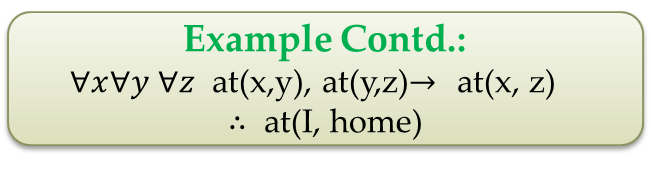 Example Contd.:
∀𝑥∀𝑦 ∀𝑧 at(x,y), at(y,z)→ at(x, z)
∴ at(I, home)